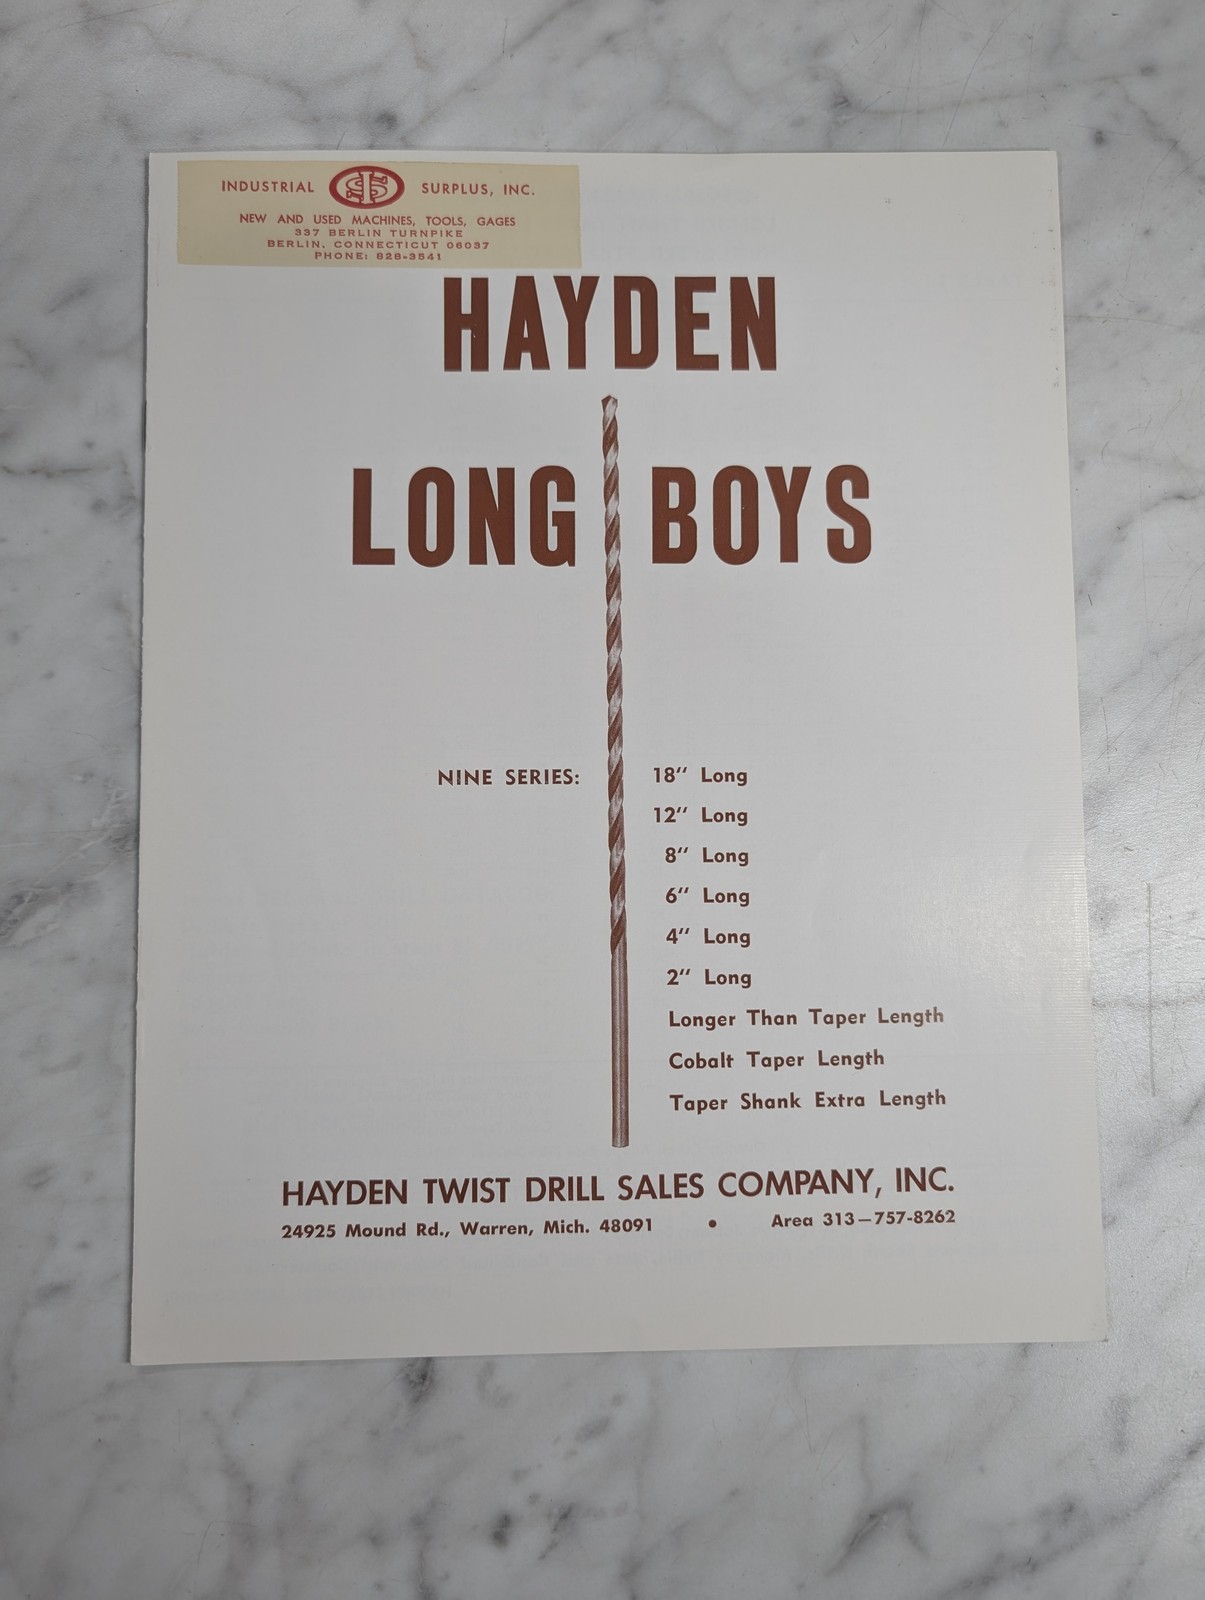 INDUSTRIAL IS SURPLUS, INC.
NEW AND USED MACHINES, TOOLS, GAGES
337 BERLIN TURNPIKE
BERLIN, CONNECTICUT 06037
PHONE: 828-3541
HAYDEN
LONG BOYS
NINE SERIES: 18" Long
12" Long
8" Long
6" Long
4" Long
2" Long
Longer Than Taper Length
Cobalt Taper Length
Taper Shank Extra Length
HAYDEN TWIST DRILL SALES COMPANY, INC.
24925 Mound Rd., Warren, Mich. 48091 • Area 313—757-8262